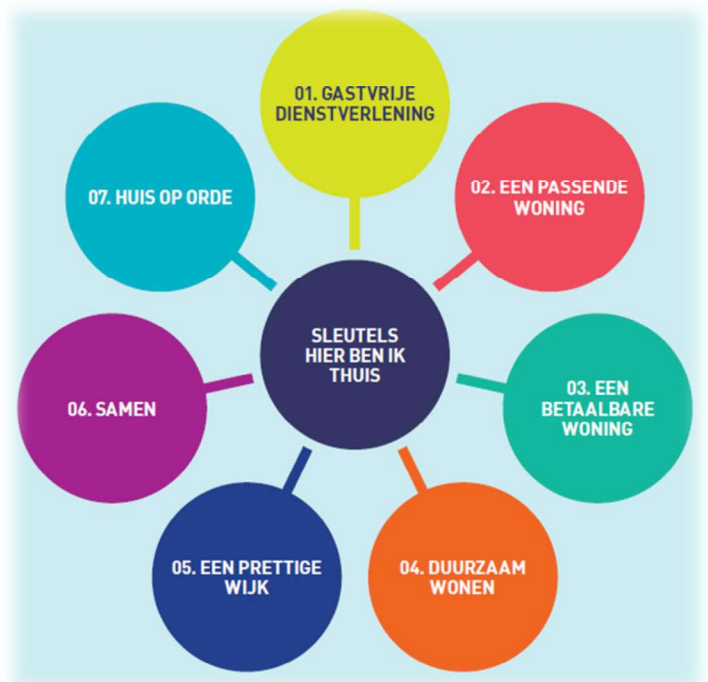 01. GASTVRIJE
DIENSTVERLENING
02. EEN PASSENDE
WONING
03. EEN
BETAALBARE
WONING
04. DUURZAAM
WONEN
05. EEN PRETTIGE
WIJK
06. SAMEN
07. HUIS OP ORDE
SLEUTELS
HIER BEN IK
THUIS